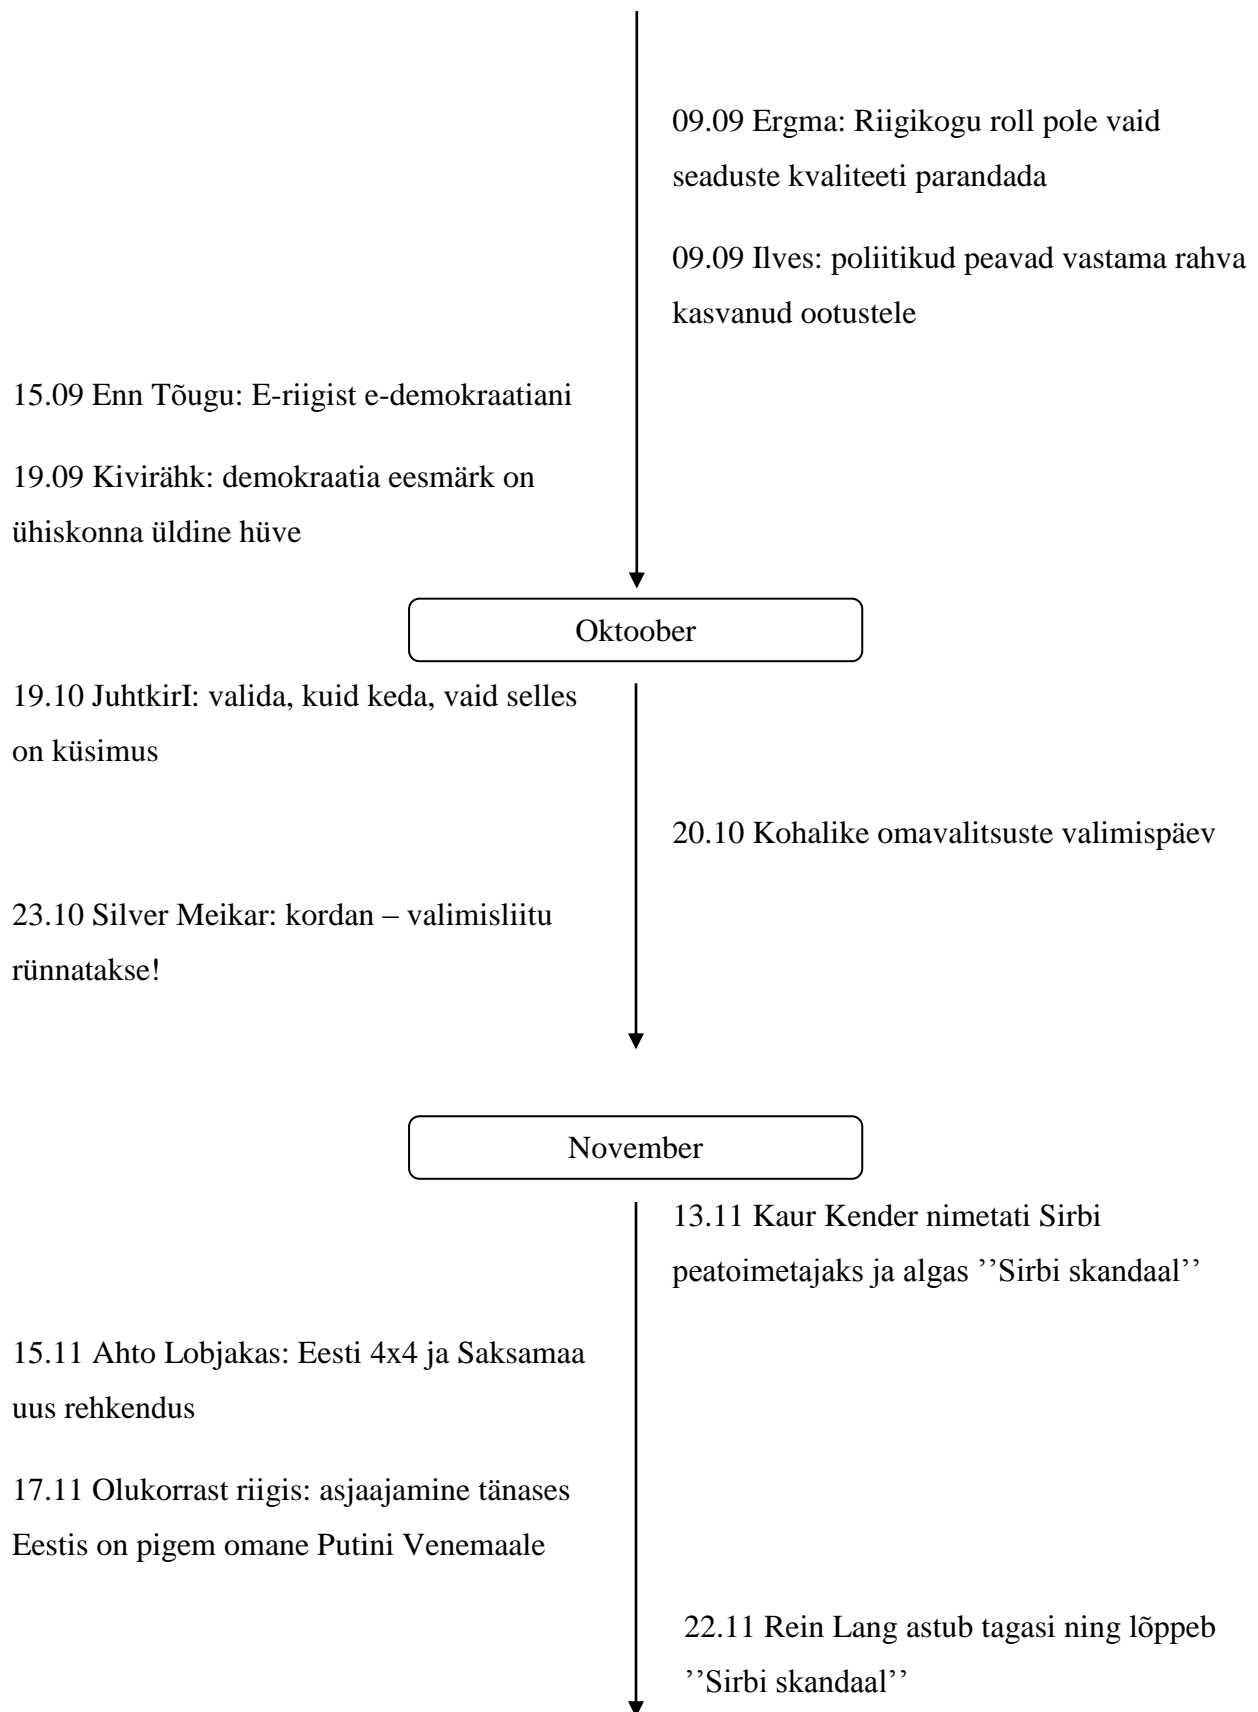 09.09 Ergma: Riigikogu roll pole vaid
seaduste kvaliteeti parandada
09.09 Ilves: poliitikud peavad vastama rahva
kasvanud ootustele
15.09 Enn Tõugu: E-riigist e-demokraatiani
19.09 Kivirähk: demokraatia eesmärk on
ühiskonna üldine hüve
Oktoober
19.10 JuhtkirI: valida, kuid keda, vaid selles
on küsimus
20.10 Kohalike omavalitsuste valimispäev
23.10 Silver Meikar: kordan – valimisliitu
rünnatakse!
November
13.11 Kaur Kender nimetati Sirbi
peatoimetajaks ja algas ’’Sirbi skandaal’’
15.11 Ahto Lobjakas: Eesti 4x4 ja Saksamaa
uus rehkendus
17.11 Olukorrast riigis: asjaajamine tänases
Eestis on pigem omane Putini Venemaale
22.11 Rein Lang astub tagasi ning lõppeb
’’Sirbi skandaal’’